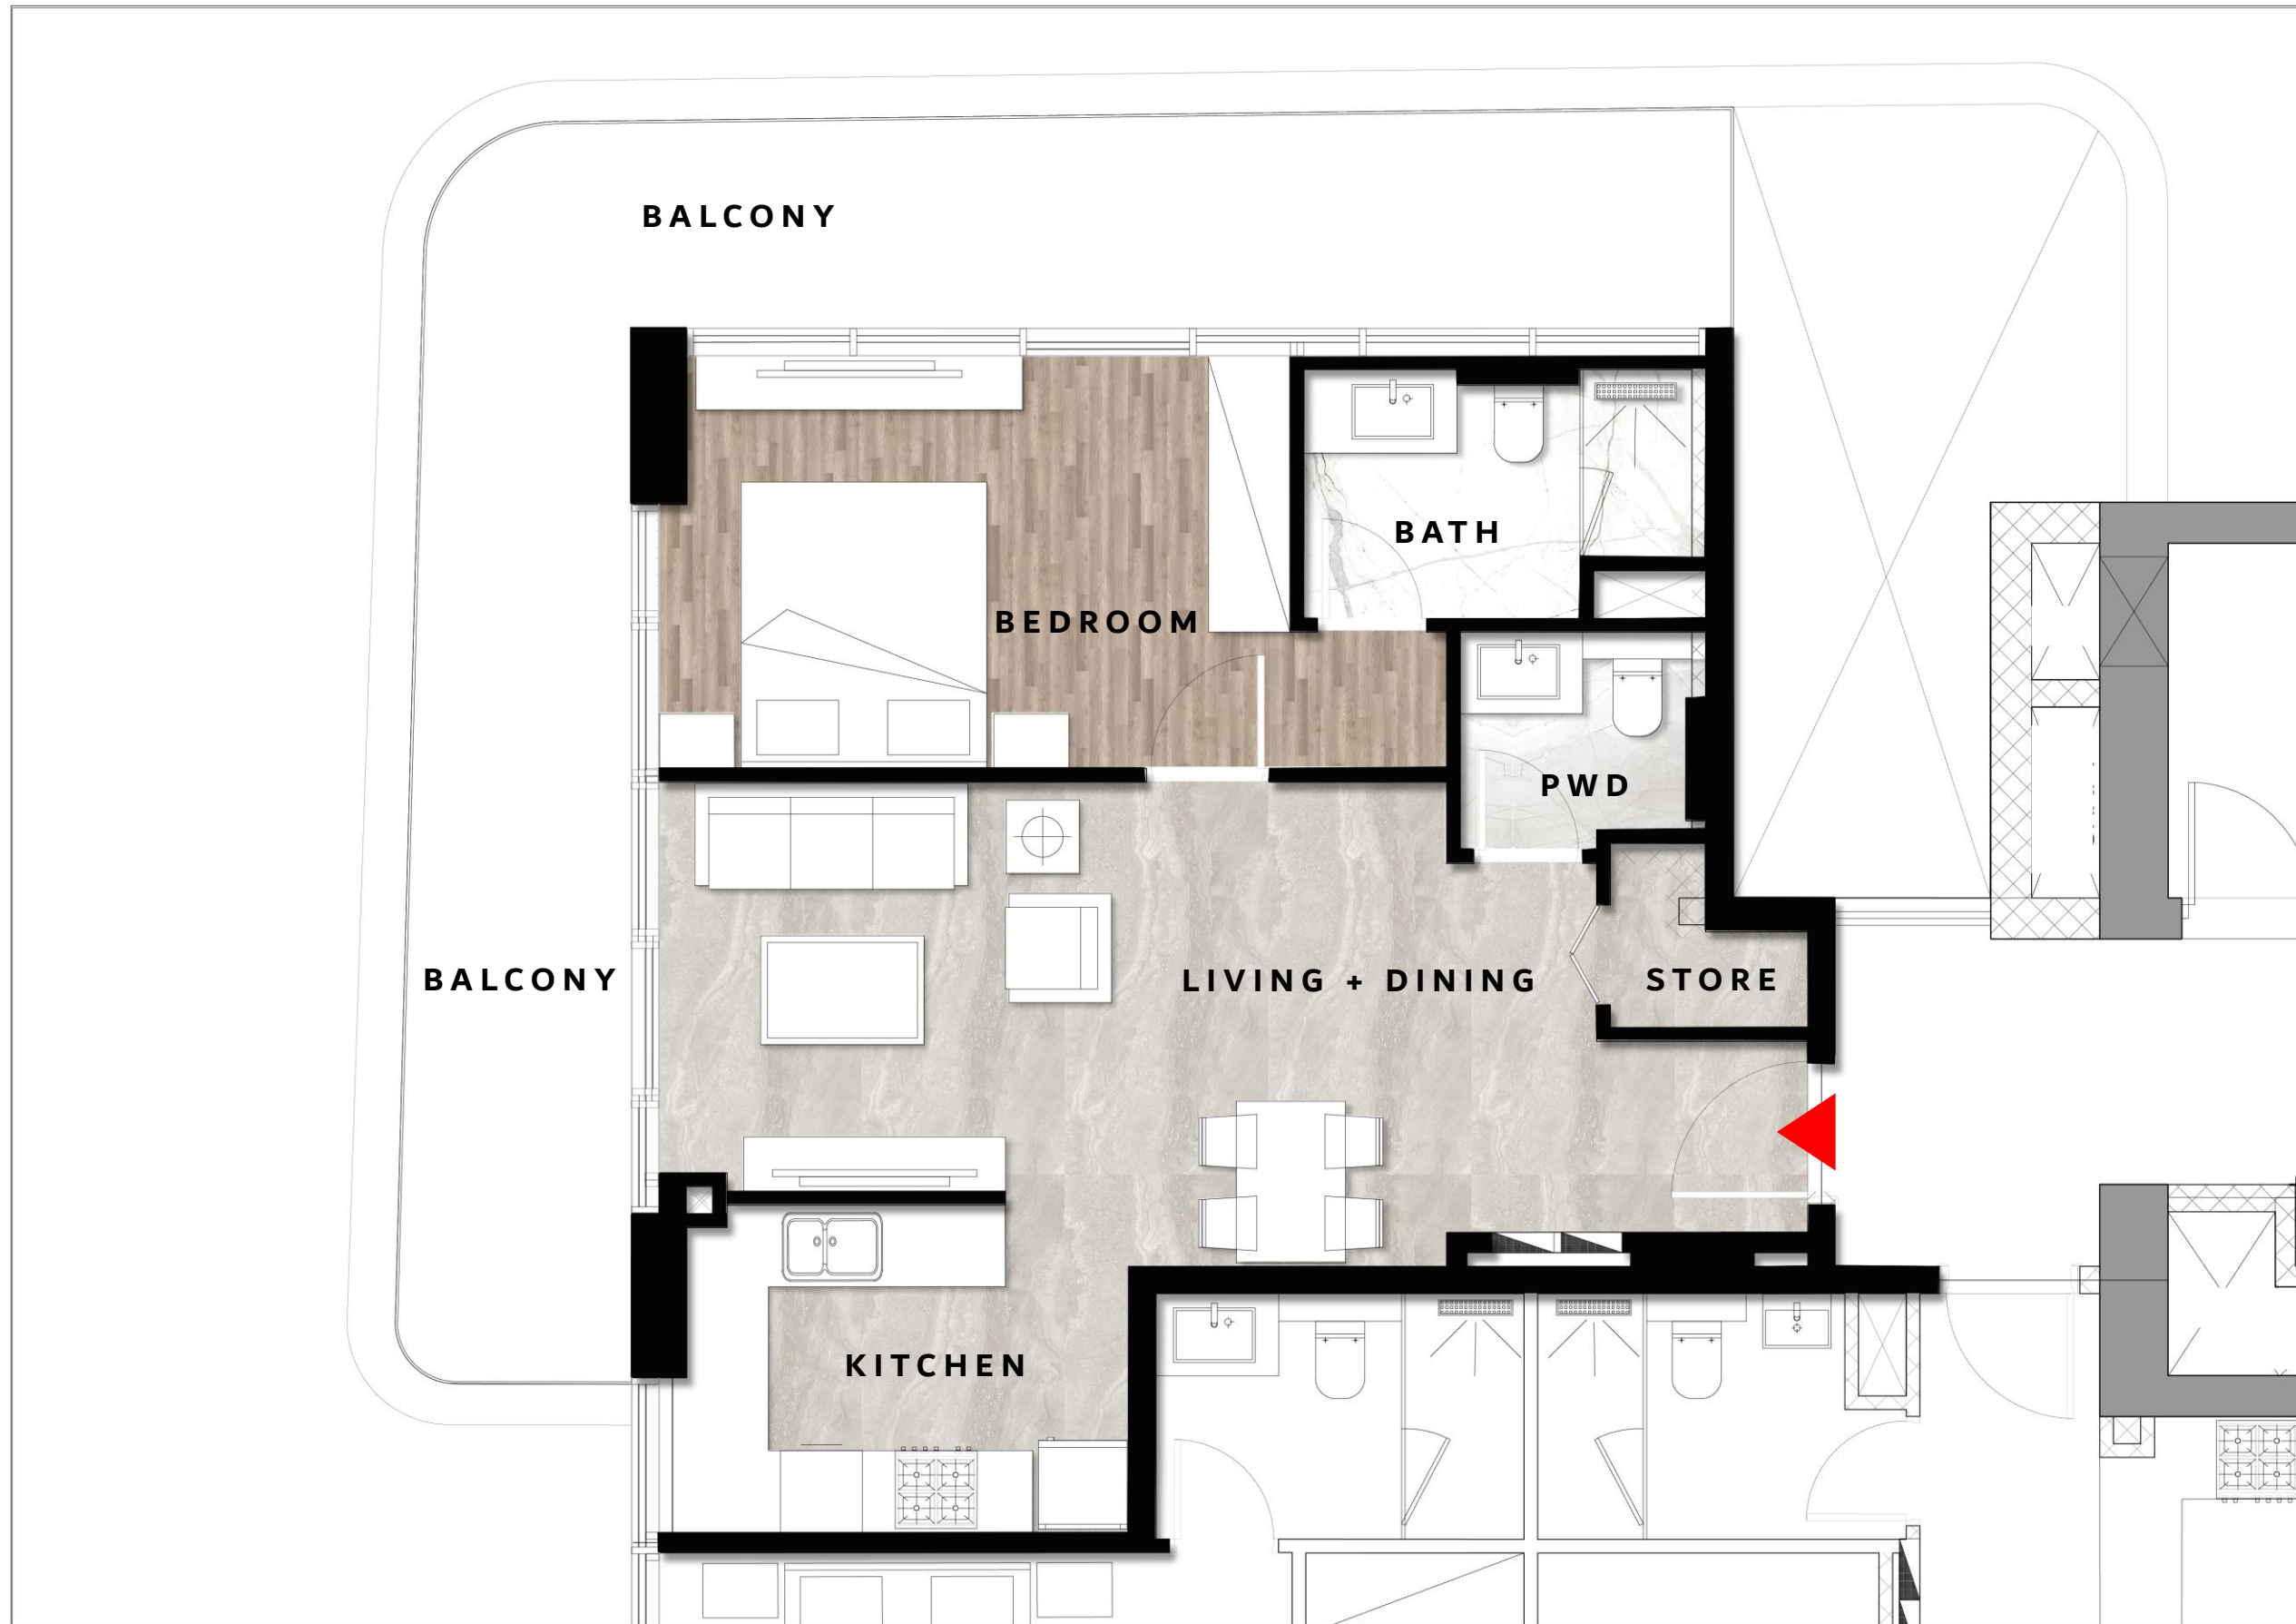 BALCONY
BATH
BEDROOM
PWD
BALCONY
LIVING + DINING
STORE
KITCHEN